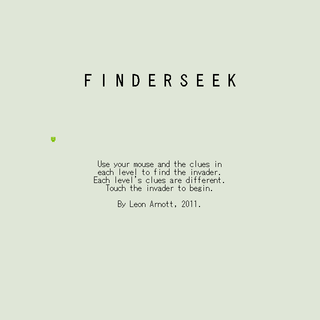 FINDERSEEK
Use your mouse and the clues in
each level to find the invader.
Each level's clues are different.
Touch the invader to begin.
By Leon Arnott, 2011.